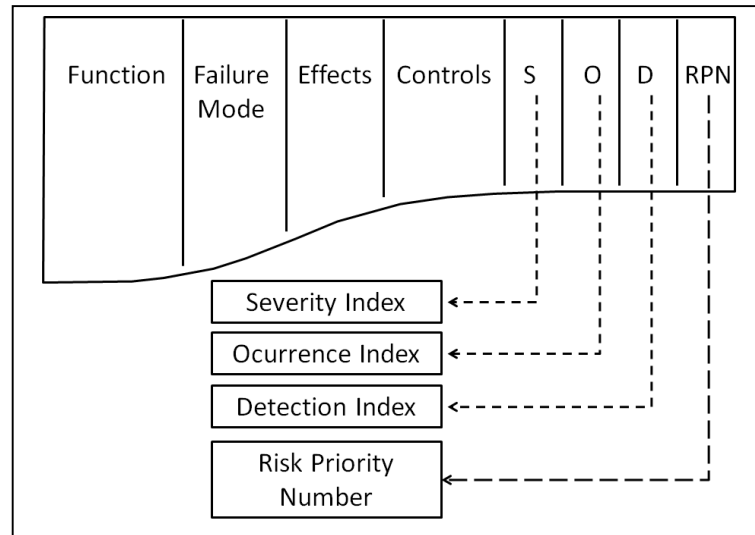 Function Failure Effects Controls S O D RPN
Mode
Severity Index
Ocurrence Index
Detection Index
Risk Priority
Number